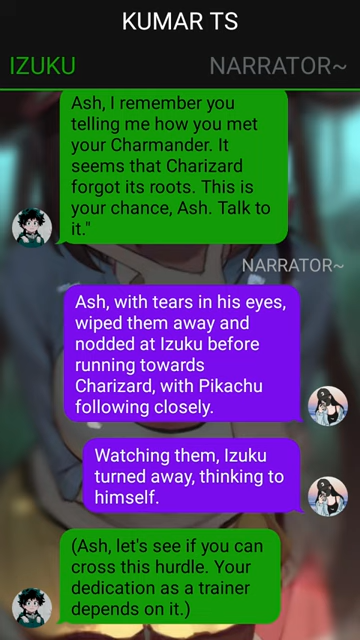 KUMAR TS
IZUKU
NARRATOR~
Ash, I remember you
telling me how you met
your Charmander. It
seems that Charizard
forgot its roots. This is
your chance, Ash. Talk to
it."
NARRATOR~
Ash, with tears in his eyes,
wiped them away and
nodded at Izuku before
running towards
Charizard, with Pikachu
following closely.
Watching them, Izuku
turned away, thinking to
himself.
(Ash, let's see if you can
cross this hurdle. Your
dedication as a trainer
depends on it.)